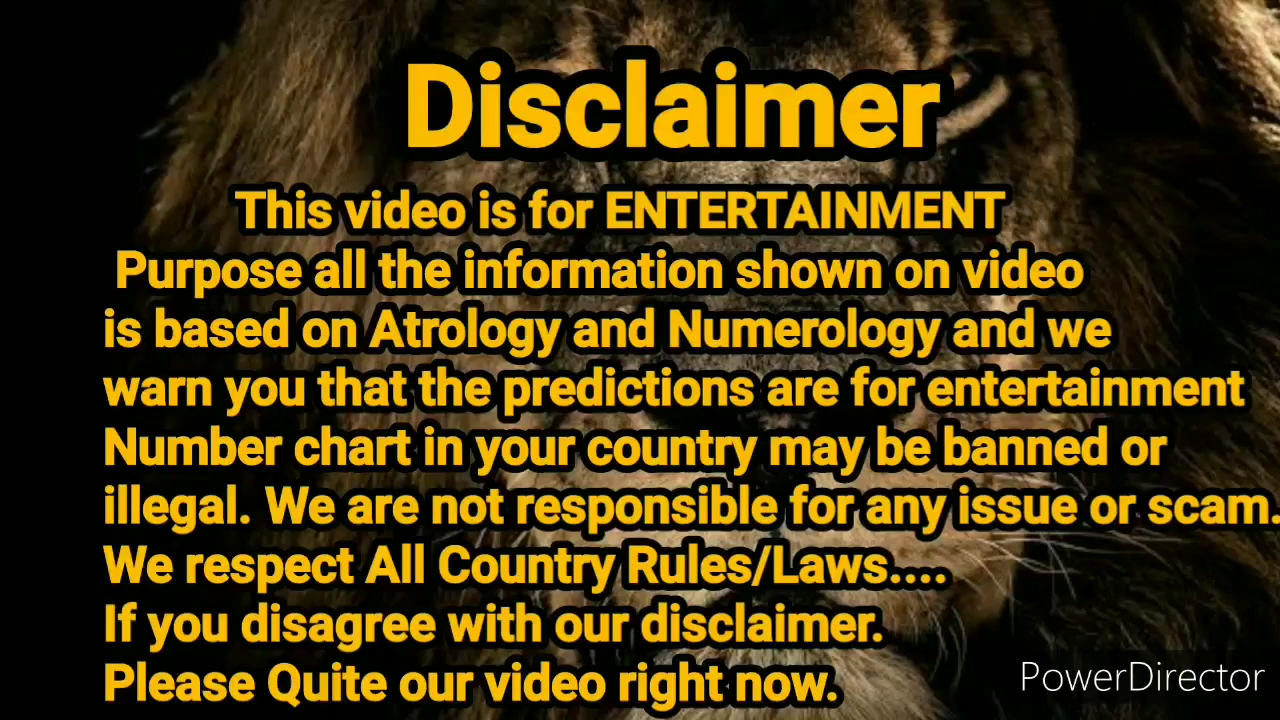 Disclaimer
This video is for ENTERTAINMENT
Purpose all the information shown on video
is based on Atrology and Numerology and we
warn you that the predictions are for entertainment
Number chart in your country may be banned or
illegal. We are not responsible for any issue or scam.
We respect All Country Rules/Laws....
If you disagree with our disclaimer.
Please Quite our video right now.
PowerDirector